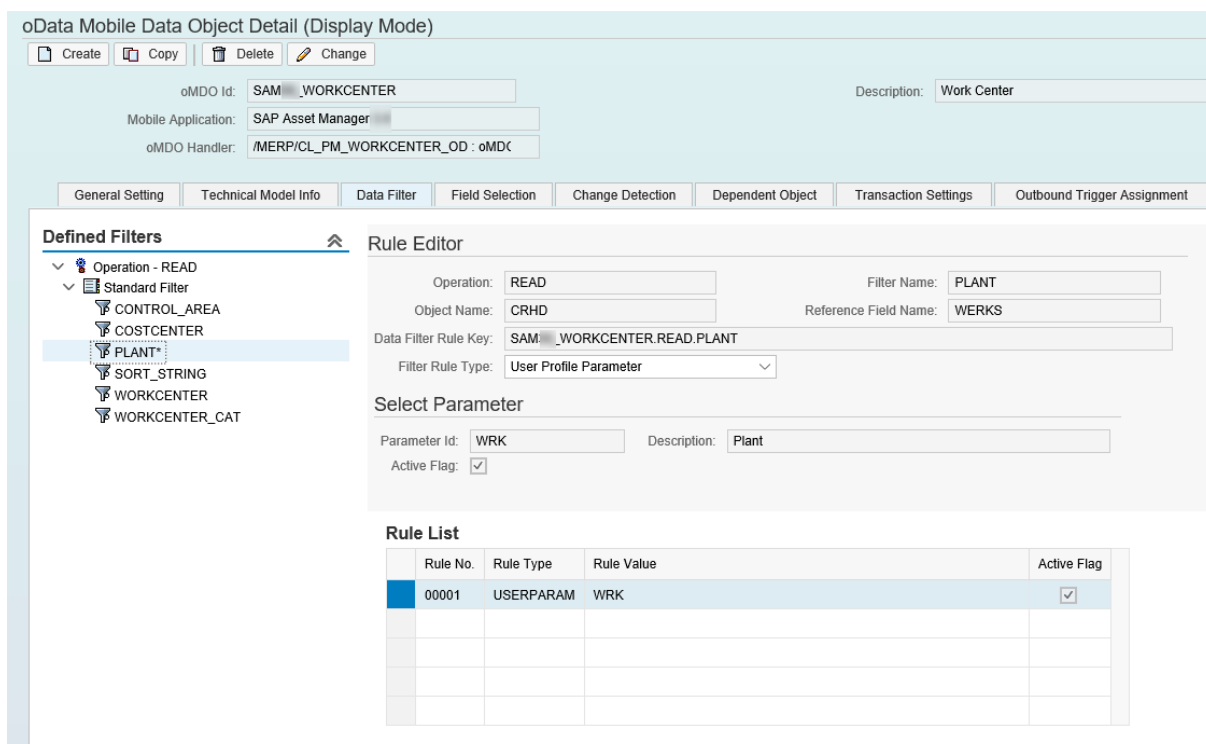 oData Mobile Data Object Detail (Display Mode)
Create Copy Delete Change
oMDO Id: SAM _WORKCENTER Description: Work Center
Mobile Application: SAP Asset Manager
oMDO Handler: /MERP/CL_PM_WORKCENTER_OD : oMDC
General Setting Technical Model Info Data Filter Field Selection Change Detection Dependent Object Transaction Settings Outbound Trigger Assignment
Defined Filters
Operation - READ
Standard Filter
CONTROL_AREA
COSTCENTER
PLANT*
SORT_STRING
WORKCENTER
WORKCENTER_CAT
Rule Editor
Operation: READ Filter Name: PLANT
Object Name: CRHD Reference Field Name: WERKS
Data Filter Rule Key: SAM _WORKCENTER.READ.PLANT
Filter Rule Type: User Profile Parameter
Select Parameter
Parameter Id: WRK Description: Plant
Active Flag:
Rule List
Rule No. Rule Type Rule Value Active Flag
00001 USERPARAM WRK